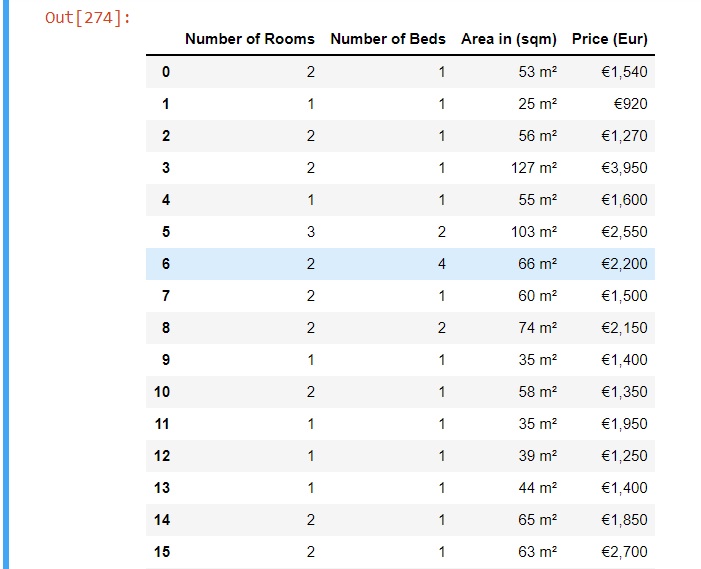 Out[274]:
Number of Rooms Number of Beds Area in (sqm) Price (Eur)
0 2 1 53 m² €1,540
1 1 1 25 m² €920
2 2 1 56 m² €1,270
3 2 1 127 m² €3,950
4 1 1 55 m² €1,600
5 3 2 103 m² €2,550
6 2 4 66 m² €2,200
7 2 1 60 m² €1,500
8 2 2 74 m² €2,150
9 1 1 35 m² €1,400
10 2 1 58 m² €1,350
11 1 1 35 m² €1,950
12 1 1 39 m² €1,250
13 1 1 44 m² €1,400
14 2 1 65 m² €1,850
15 2 1 63 m² €2,700